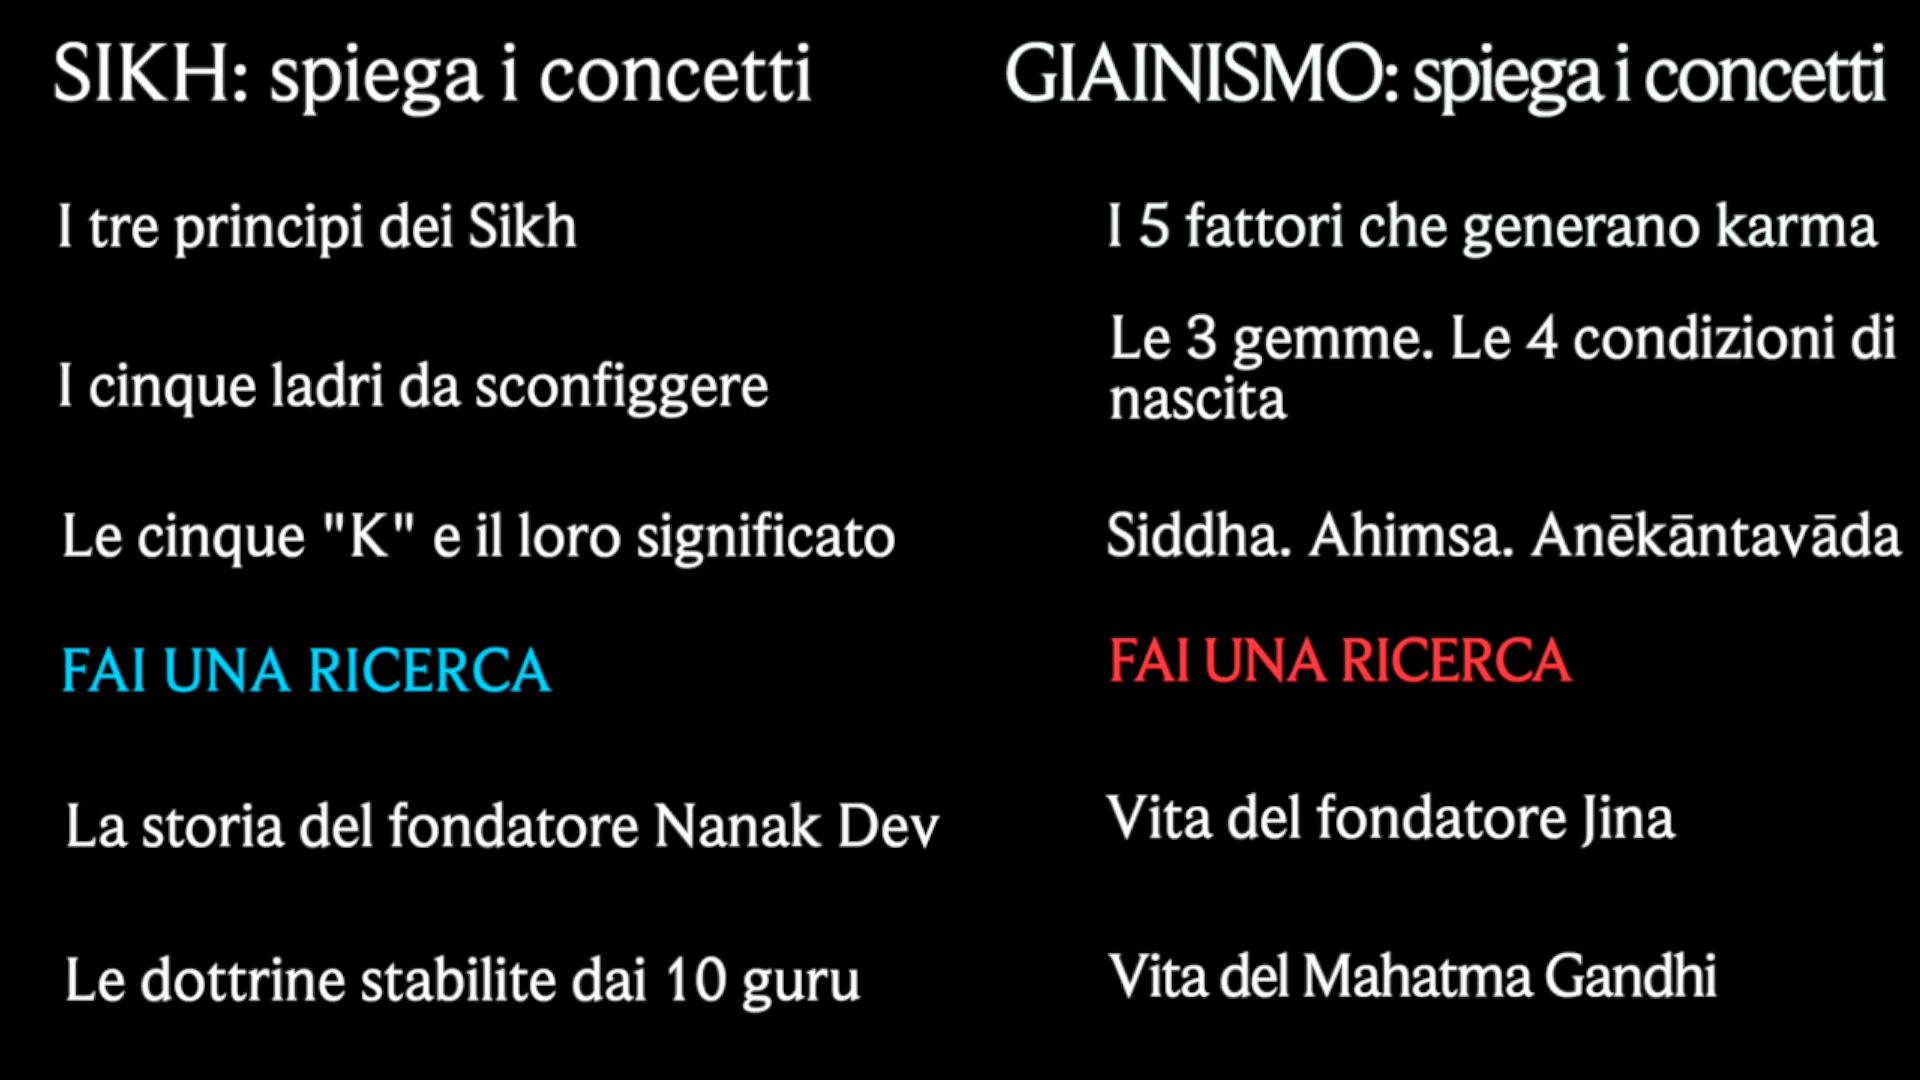 SIKH: spiega i concetti
I tre principi dei Sikh
I cinque ladri da sconfiggere
Le cinque "K" e il loro significato
FAI UNA RICERCA
La storia del fondatore Nanak Dev
Le dottrine stabilite dai 10 guru
GIAINISMO: spiega i concetti
I 5 fattori che generano karma
Le 3 gemme. Le 4 condizioni di
nascita
Siddha. Ahimsa. Anēkāntavāda
FAI UNA RICERCA
Vita del fondatore Jina
Vita del Mahatma Gandhi